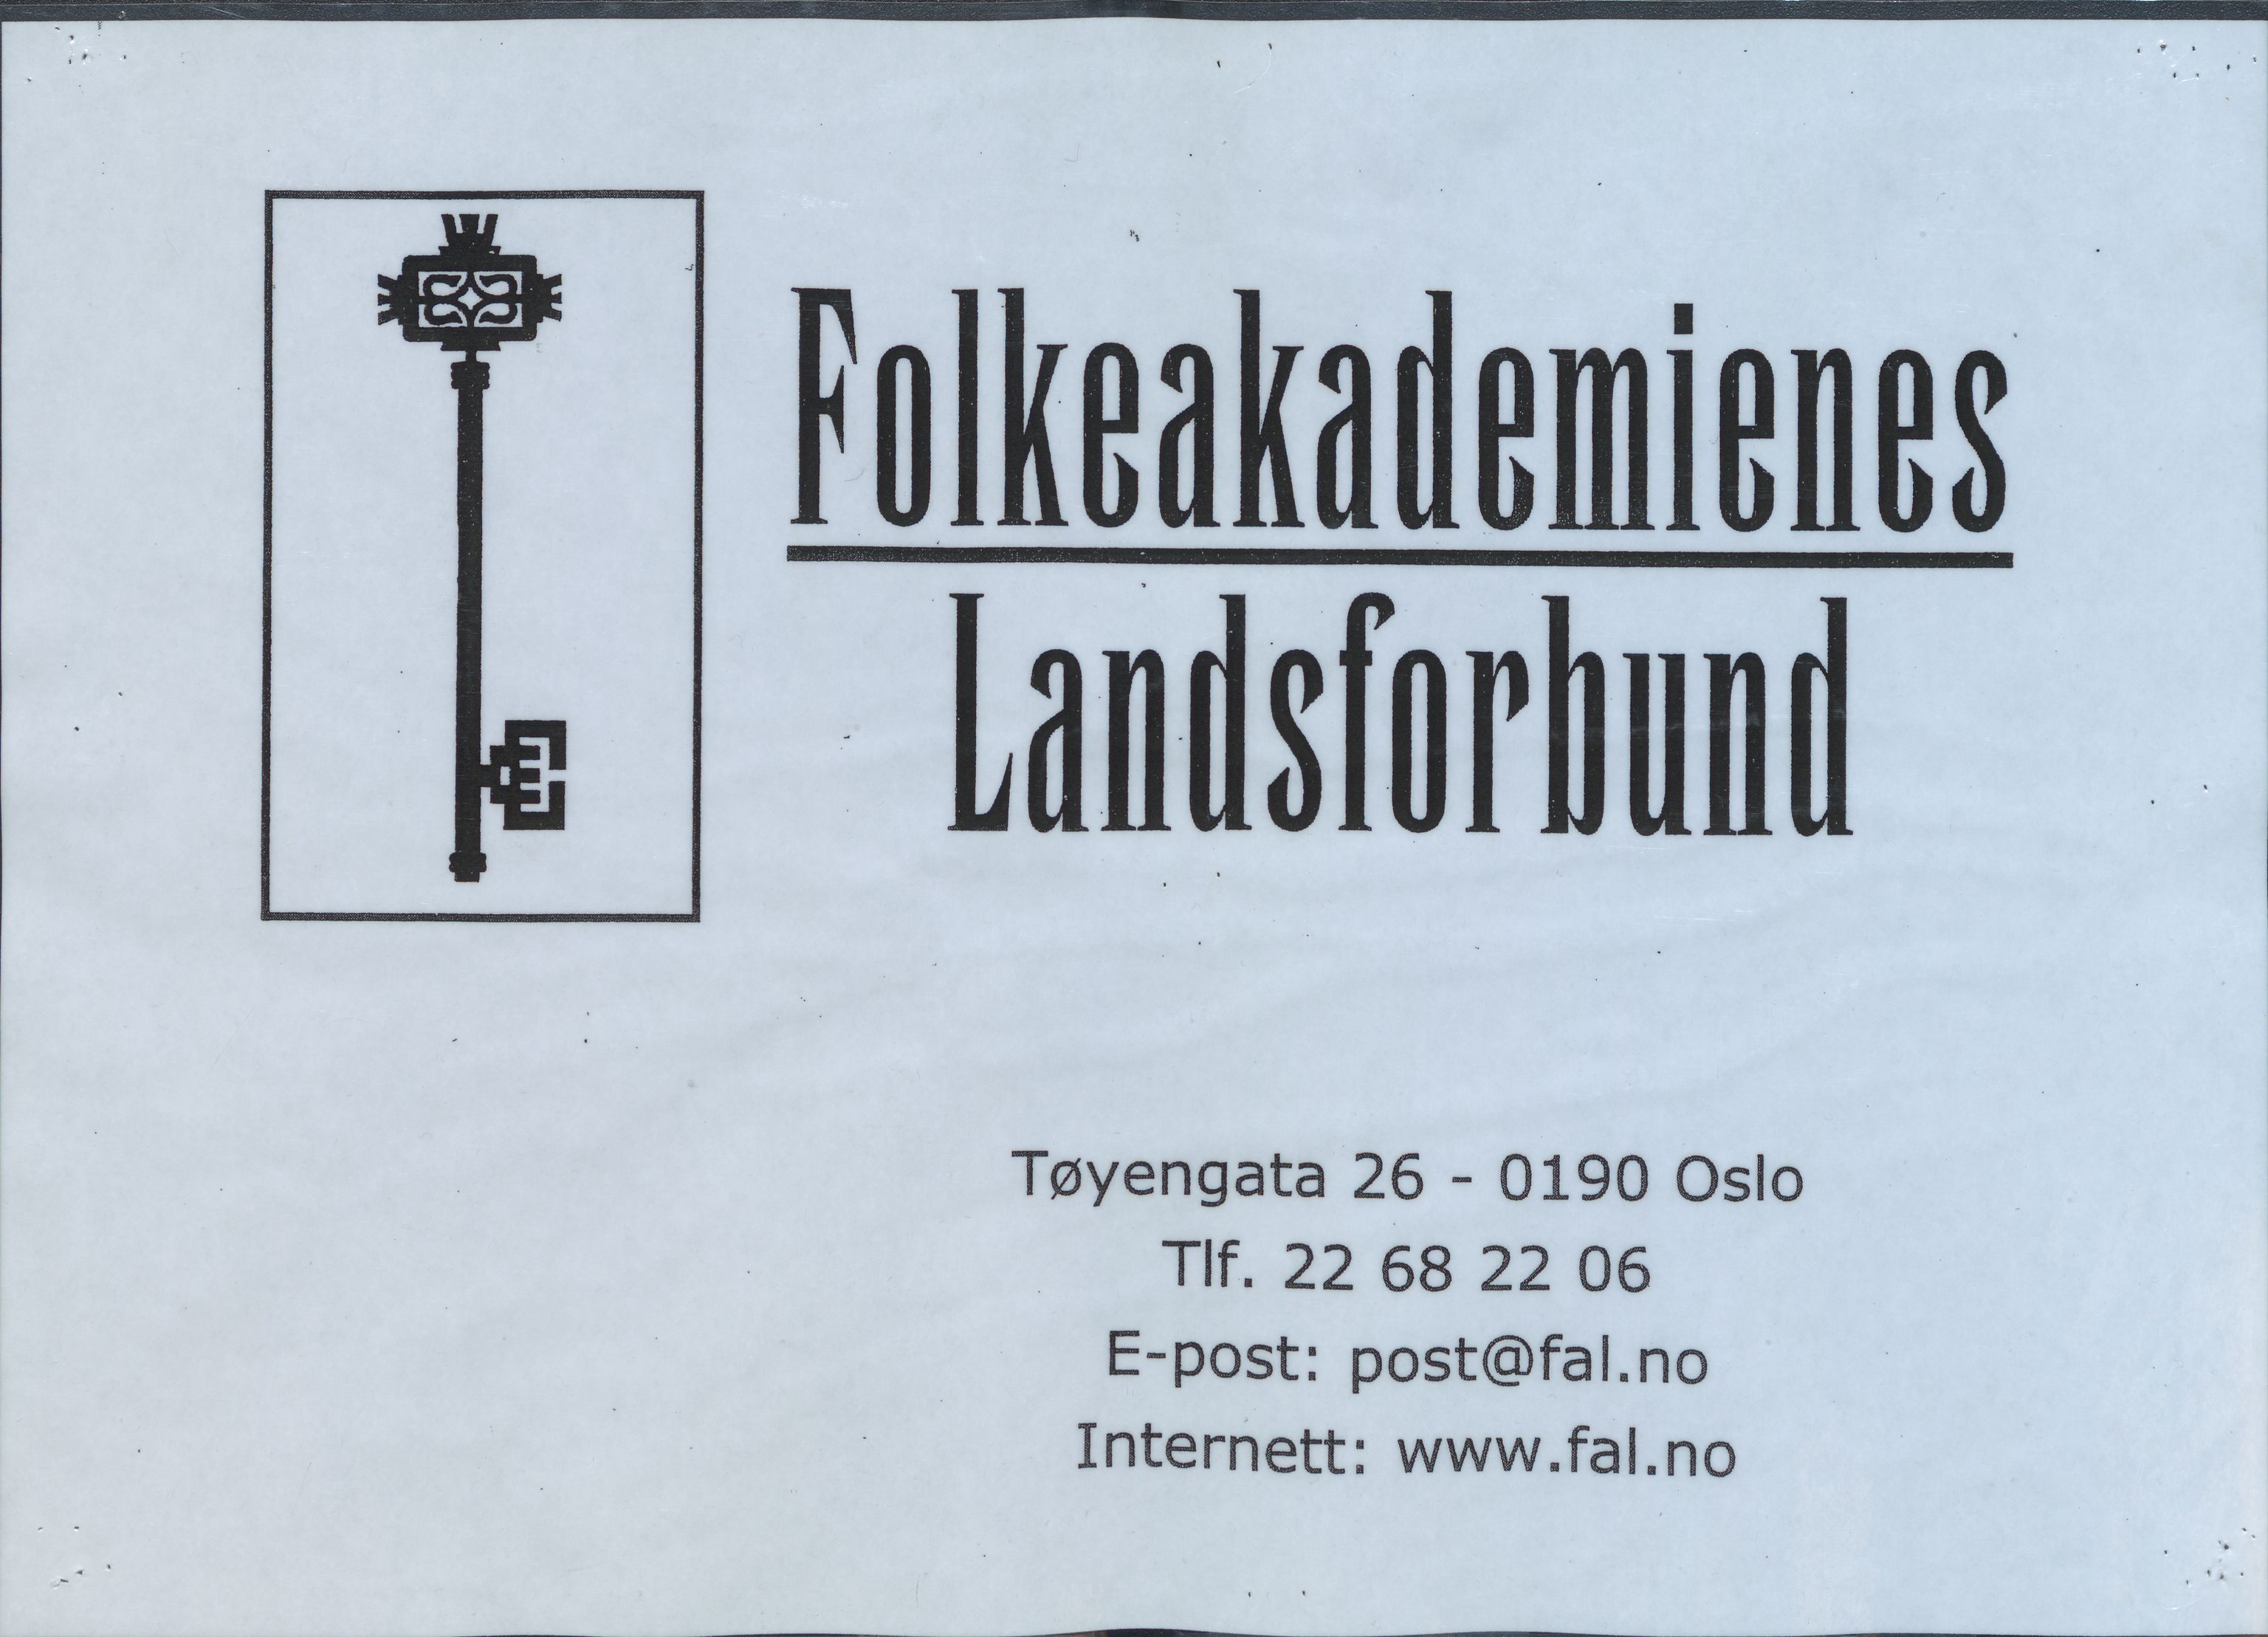 Folkeakademienes
Landsforbund
Tøyengata 26 - 0190 Oslo
Tlf. 22 68 22 06
E-post: post@fal.no
Internett: www.fal.no